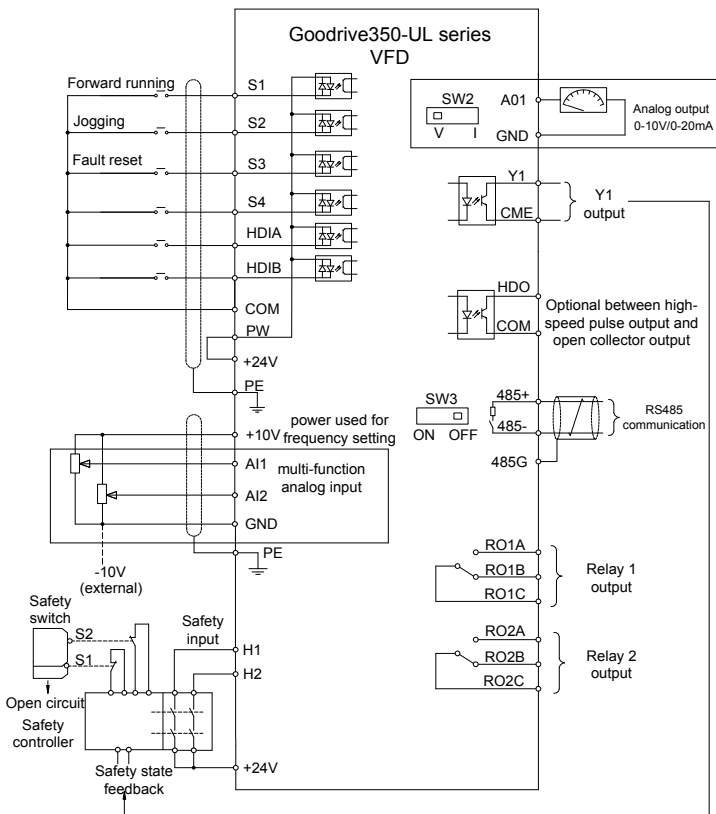 Goodrive350-UL series
VFD
Forward running
S1
Jogging
S2
Fault reset
S3
S4
HDIA
HDIB
COM
PW
+24V
PE
SW2
V I
A01
GND
Analog output
0-10V/0-20mA
Y1
CME
Y1
output
HDO
COM
Optional between high-
speed pulse output and
open collector output
SW3
ON OFF
485+
485-
485G
RS485
communication
power used for
frequency setting
+10V
AI1
AI2
multi-function
analog input
GND
PE
-10V
(external)
RO1A
RO1B
RO1C
Relay 1
output
RO2A
RO2B
RO2C
Relay 2
output
Safety
switch
S2
S1
Open circuit
Safety
controller
Safety
input
H1
H2
+24V
Safety state
feedback